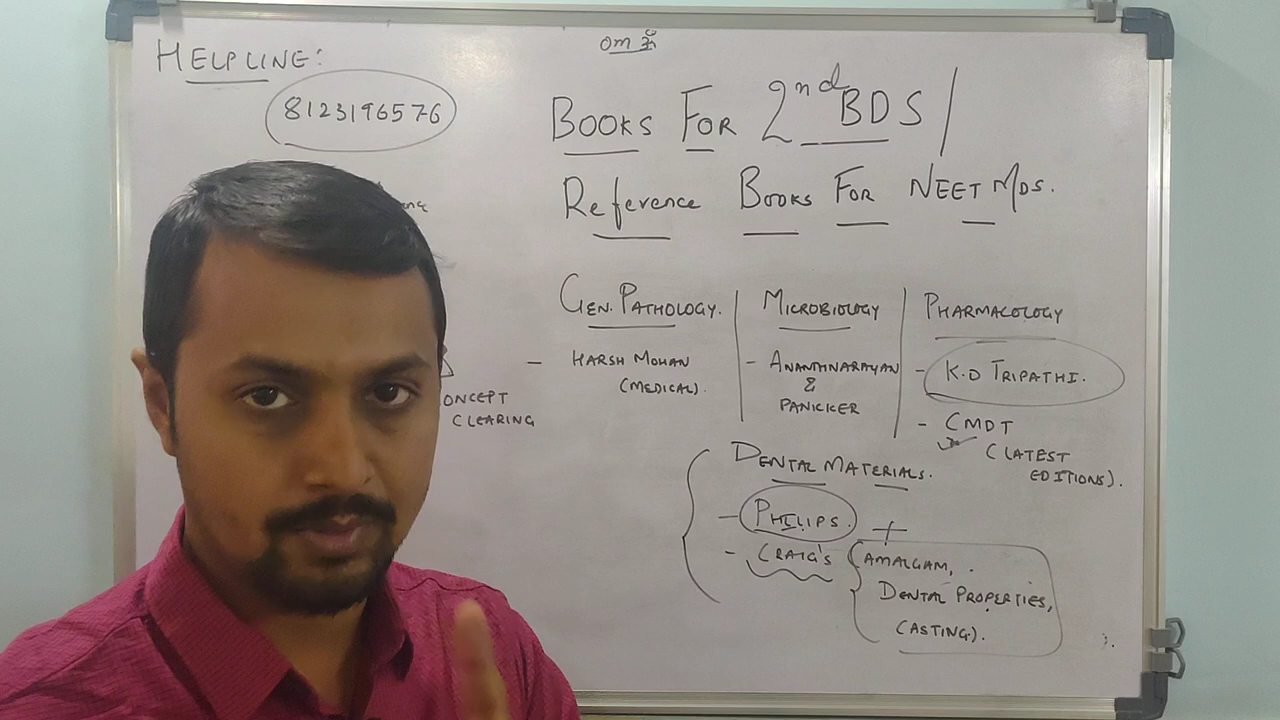 om ॐ
HELPLINE:
8123196576
BOOKS FOR 2nd BDS /
Reference BOOKS FOR NEET MDS.
GEN. PATHOLOGY.
- HARSH MOHAN
(MEDICAL).
MICROBIOLOGY
- ANANTHNARAYAN
&
PANICKER
PHARMACOLOGY
- K.D TRIPATHI.
- CMDT
(LATEST
EDITIONS).
ONCEPT
CLEARING
DENTAL MATERIALS.
- PHILIPS. +
- CRAIG'S (AMALGAM,
DENTAL PROPERTIES,
CASTING).